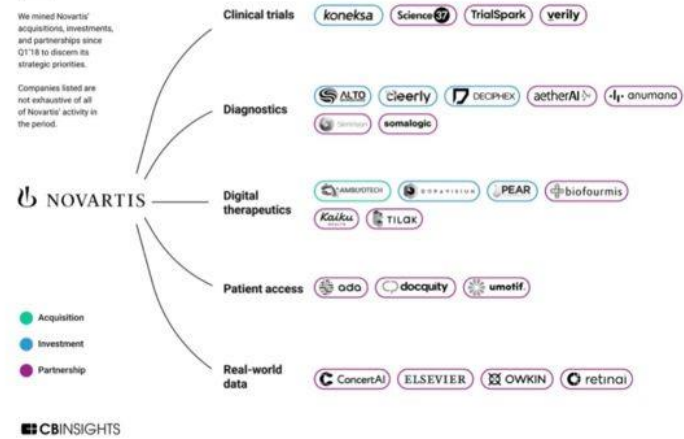 We mined Novartis'
acquisitions, investments,
and partnerships since
Q1'18 to discern its
strategic priorities.
Companies listed are
not exhaustive of all
of Novartis' activity in
the period.
NOVARTIS
Clinical trials
koneksa Science 37 TrialSpark verily
Diagnostics
ALTO cleerly DECIPHEX aetherAI anumana
somalogic
Digital
therapeutics
AMBLYOTECH DOPAVISION PEAR biofourmis
Kaiku HEALTH TILAK
Patient access
ada docquity umotif.
Real-world
data
ConcertAI ELSEVIER OWKIN retinai
Acquisition
Investment
Partnership
CBINSIGHTS